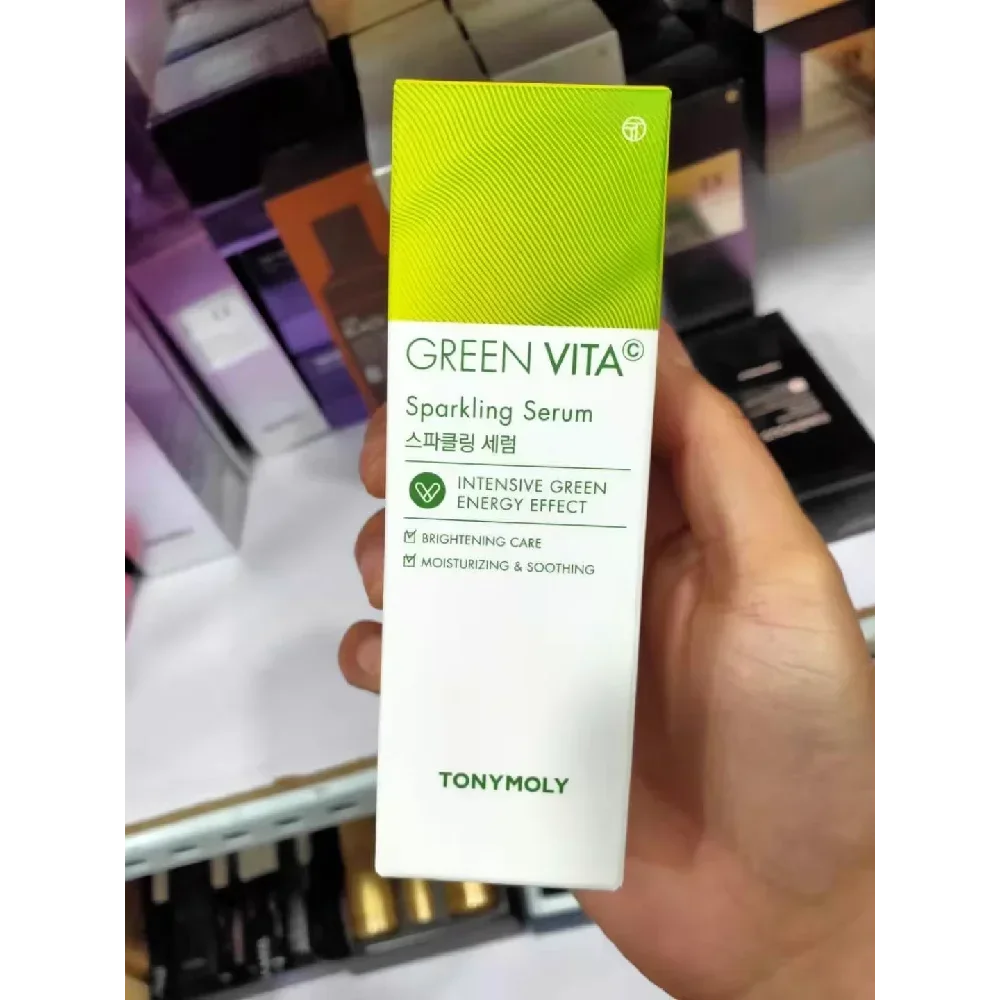 GREEN VITA©
Sparkling Serum
스파클링 세럼
INTENSIVE GREEN
ENERGY EFFECT
BRIGHTENING CARE
MOISTURIZING & SOOTHING
TONYMOLY